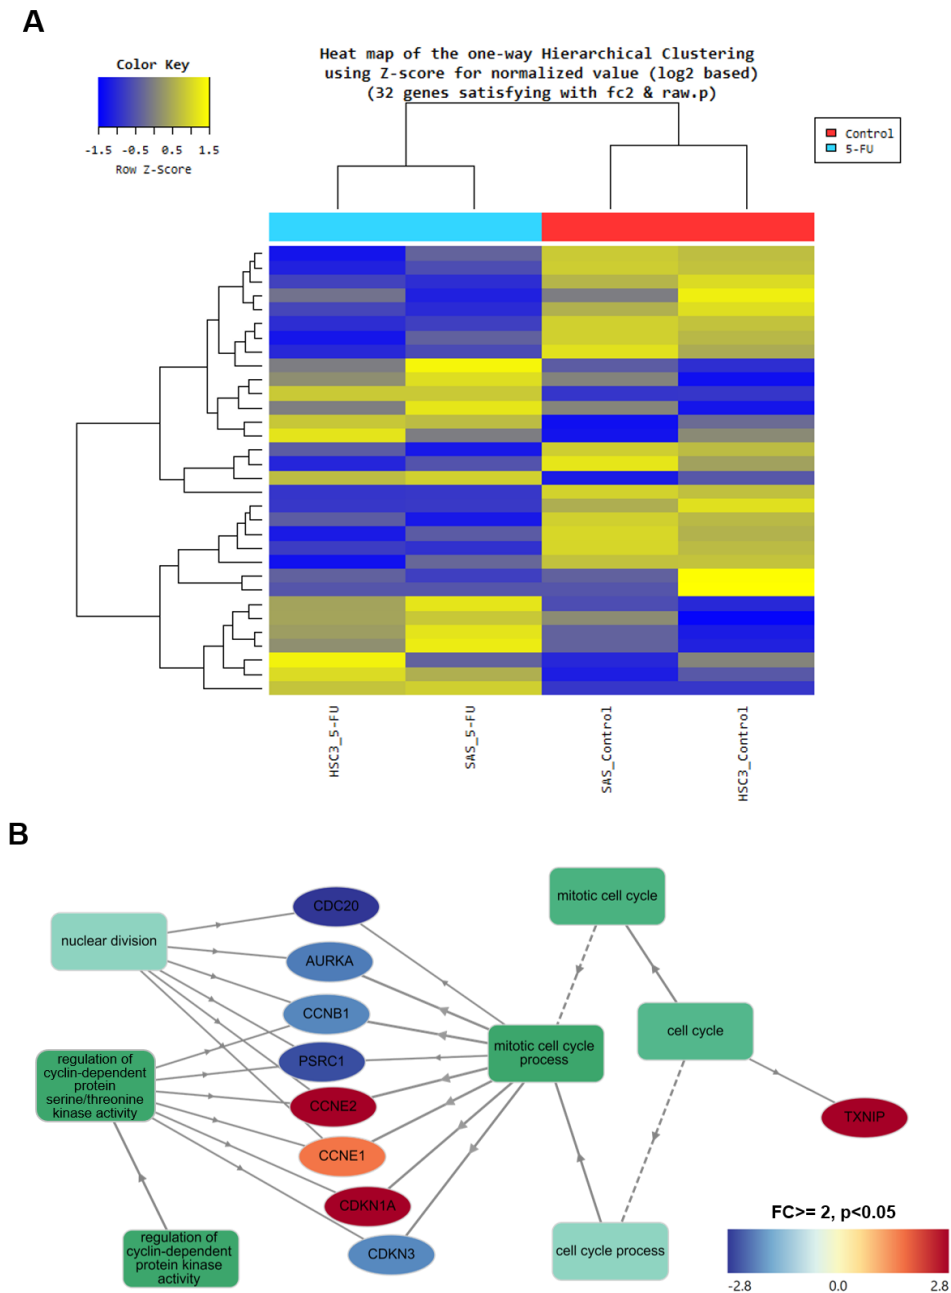 A
Heat map of the one-way Hierarchical Clustering
using Z-score for normalized value (log2 based)
(32 genes satisfying with fc2 & raw.p)
Color Key
-1.5 -0.5 0.5 1.5
Row Z-Score
Control
5-FU
HSC3_5-FU
SAS_5-FU
SAS_Control
HSC3_Control
B
nuclear division
CDC20
AURKA
CCNB1
PSRC1
CCNE2
CCNE1
CDKN1A
CDKN3
regulation of
cyclin-dependent
protein
serine/threonine
kinase activity
regulation of
cyclin-dependent
protein kinase
activity
mitotic cell cycle
mitotic cell cycle
process
cell cycle
TXNIP
cell cycle process
FC>= 2, p<0.05
-2.8 0.0 2.8